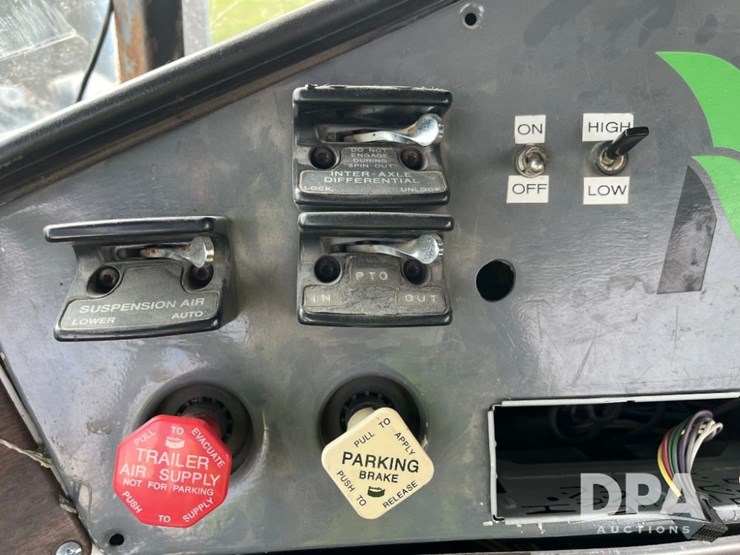 DO NOT
ENGAGE
DURING
SPIN OUT
INTER-AXLE
DIFFERENTIAL
LOCK UNLOCK
ON
OFF
HIGH
LOW
SUSPENSION AIR
LOWER AUTO
PTO
IN OUT
PULL TO EVACUATE
TRAILER
AIR SUPPLY
NOT FOR PARKING
PUSH TO SUPPLY
PULL TO APPLY
PARKING
BRAKE
PUSH TO RELEASE
DPA
AUCTIONS